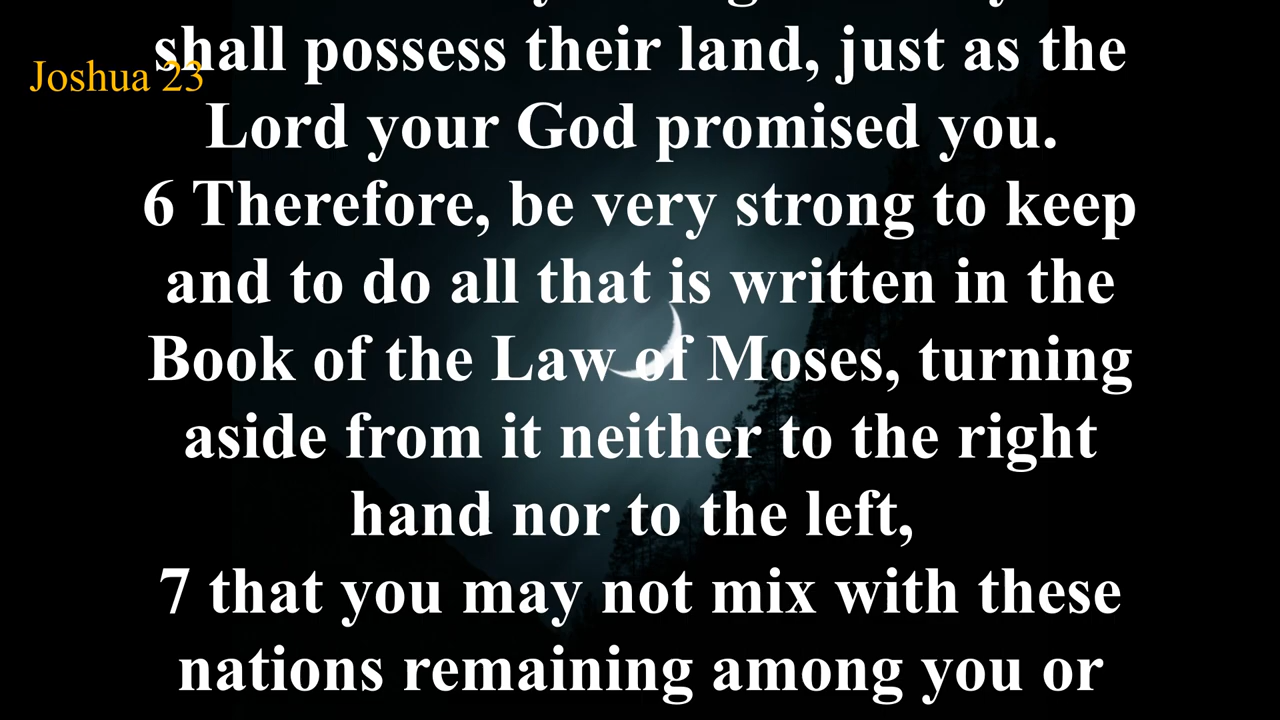 shall possess their land, just as the
Joshua 23
Lord your God promised you.
6 Therefore, be very strong to keep
and to do all that is written in the
Book of the Law of Moses, turning
aside from it neither to the right
hand nor to the left,
7 that you may not mix with these
nations remaining among you or